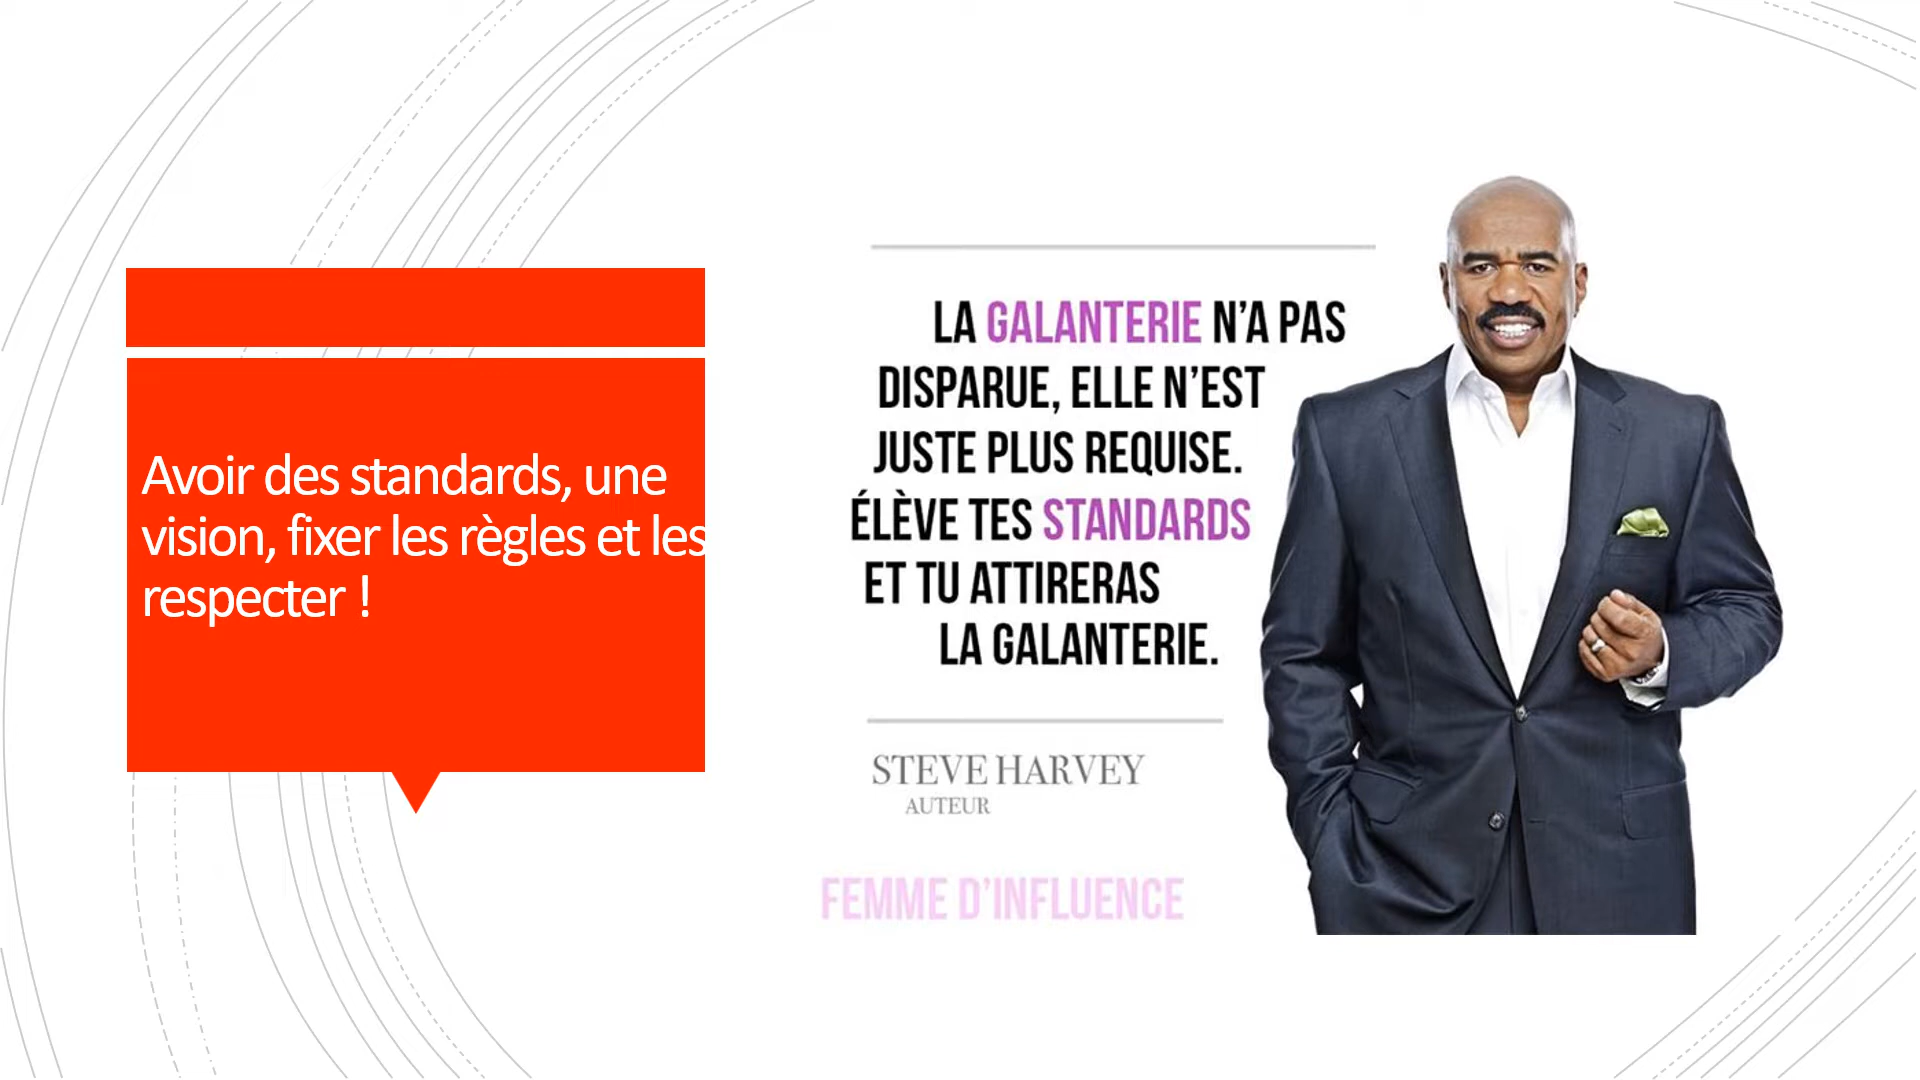 Avoir des standards, une
vision, fixer les règles et les
respecter !
LA GALANTERIE N’A PAS
DISPARUE, ELLE N’EST
JUSTE PLUS REQUISE.
ÉLÈVE TES STANDARDS
ET TU ATTIRERAS
LA GALANTERIE.
STEVE HARVEY
AUTEUR
FEMME D’INFLUENCE